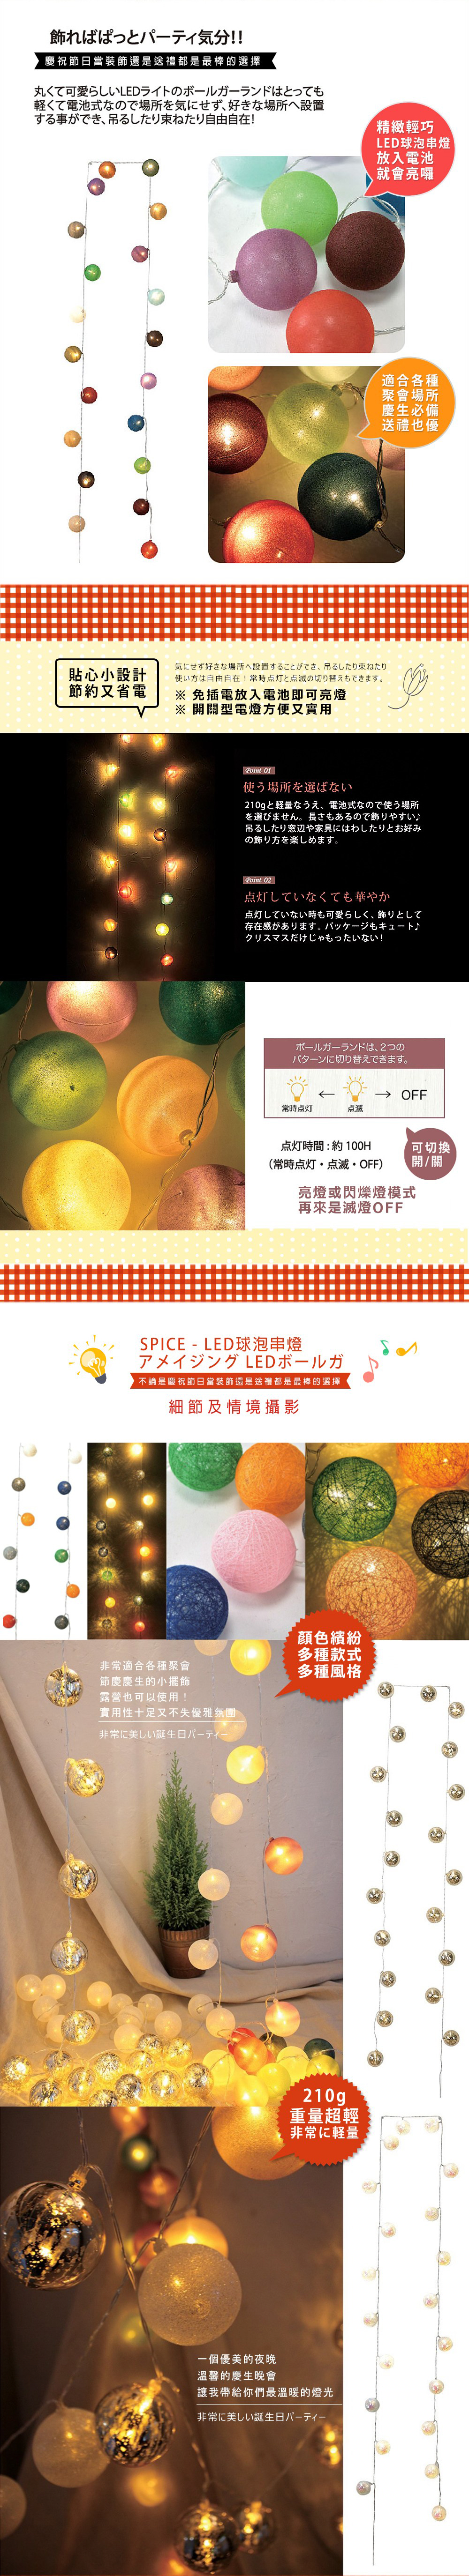 飾ればぱっとパーティ気分!!
慶祝節日當裝飾還是送禮都是最棒的選擇
丸くて可愛らしいLEDライトのボールガーランドはとっても
軽くて電池式なので場所を気にせず、好きな場所へ設置
する事ができ、吊るしたり束ねたり自由自在!
精緻輕巧
LED球泡串燈
放入電池
就會亮囉
適合各種
聚會場所
慶生必備
送禮也優
貼心小設計
節約又省電
気にせず好きな場所へ設置することができ、吊るしたり束ねたり
使い方は自由自在!常時点灯と点滅の切り替えもできます。
※ 免插電放入電池即可亮燈
※ 開關型電燈方便又實用
Point 01
使う場所を選ばない
210gと軽量なうえ、電池式なので使う場所
を選びません。長さもあるので飾りやすい♪
吊るしたり窓辺や家具にはわしたりとお好み
の飾り方を楽しめます。
Point 02
点灯していなくても華やか
点灯していない時も可愛らしく、飾りとして
存在感があります。パッケージもキュート♪
クリスマスだけじゃもったいない!
ボールガーランドは、2つの
パターンに切り替えできます。
← → OFF
常時点灯 点滅
点灯時間:約100H
(常時点灯・点滅・OFF)
可切換
開/關
亮燈或閃爍燈模式
再來是滅燈OFF
SPICE - LED球泡串燈
アメイジング LEDボールガ
不論是慶祝節日當裝飾還是送禮都是最棒的選擇
細節及情境攝影
顏色繽紛
多種款式
多種風格
非常適合各種聚會
節慶慶生的小擺飾
露營也可以使用!
實用性十足又不失優雅氛圍
非常に美しい誕生日パーティー
210g
重量超輕
非常に軽量
一個優美的夜晚
溫馨的慶生晚會
讓我帶給你們最溫暖的燈光
非常に美しい誕生日パーティー